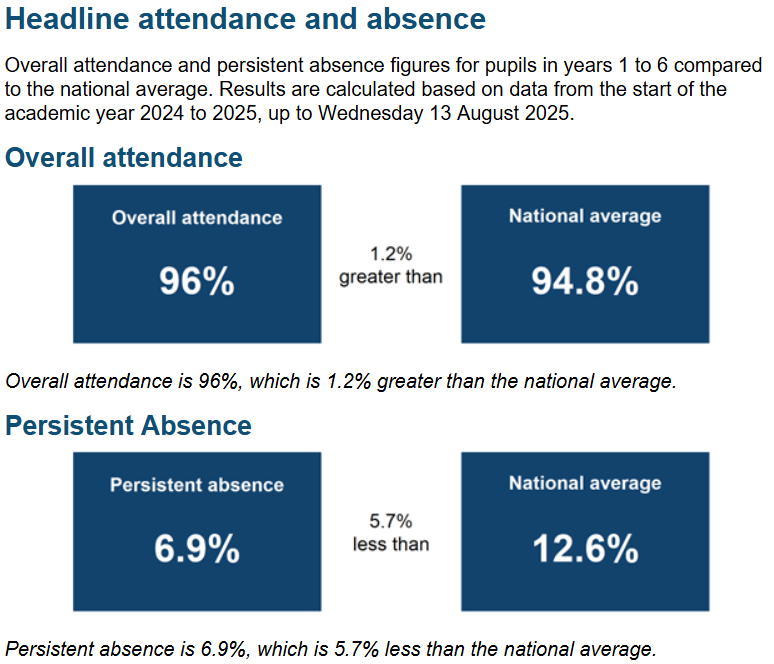 Headline attendance and absence
Overall attendance and persistent absence figures for pupils in years 1 to 6 compared
to the national average. Results are calculated based on data from the start of the
academic year 2024 to 2025, up to Wednesday 13 August 2025.
Overall attendance
Overall attendance
96%
1.2%
greater than
National average
94.8%
Overall attendance is 96%, which is 1.2% greater than the national average.
Persistent Absence
Persistent absence
6.9%
5.7%
less than
National average
12.6%
Persistent absence is 6.9%, which is 5.7% less than the national average.